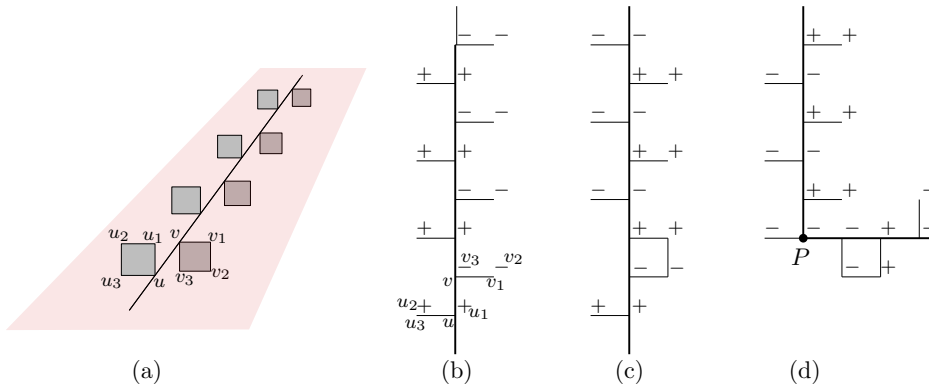 u₂ u₁ v v₁
u₃ u v₃ v₂
(a)
− −
+ +
− −
+ +
− −
+ +
v₃ v₂
− −
v v₁
u₂ + + u₁
u₃ u
(b)
− −
+ +
− −
+ +
− −
+ +
− −
+ +
(c)
+ +
− −
+ +
− −
+ + −
− − − + −
P − +
(d)